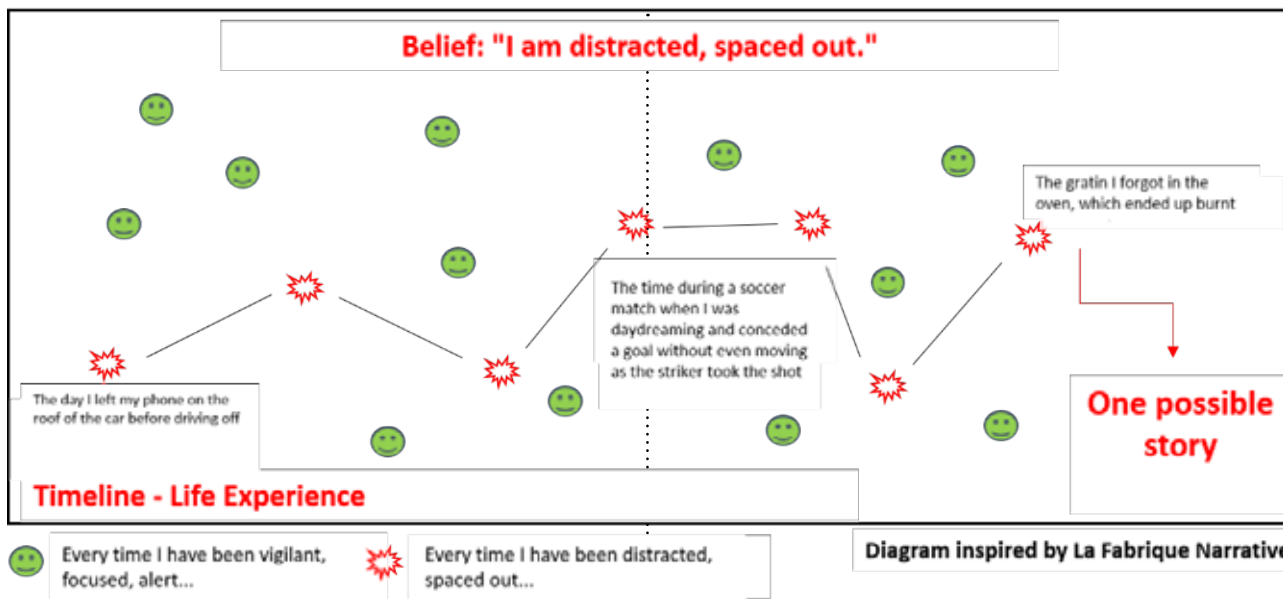 Belief: "I am distracted, spaced out."
The gratin I forgot in the
oven, which ended up burnt
The time during a soccer
match when I was
daydreaming and conceded
a goal without even moving
as the striker took the shot
The day I left my phone on the
roof of the car before driving off
One possible
story
Timeline - Life Experience
Every time I have been vigilant,
focused, alert...
Every time I have been distracted,
spaced out...
Diagram inspired by La Fabrique Narrative